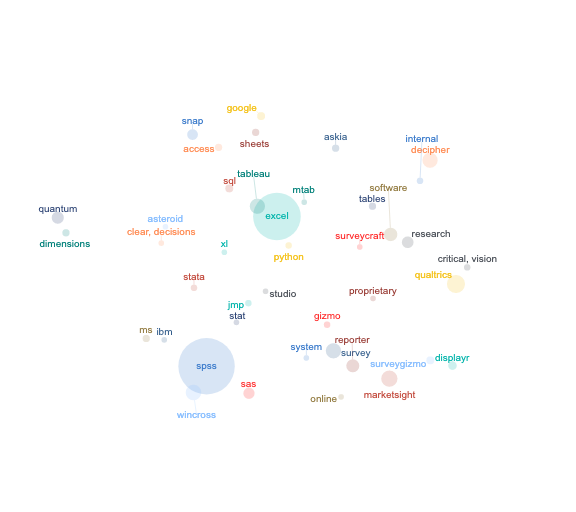 google
snap
askia
internal
sheets
access
decipher
tableau
sql
mtab
software
tables
quantum
excel
asteroid
clear, decisions
surveycraft
research
dimensions
xl
python
critical, vision
stata
qualtrics
studio
proprietary
jmp
stat
gizmo
ms
ibm
reporter
system
survey
displayr
spss
surveygizmo
sas
marketsight
online
wincross